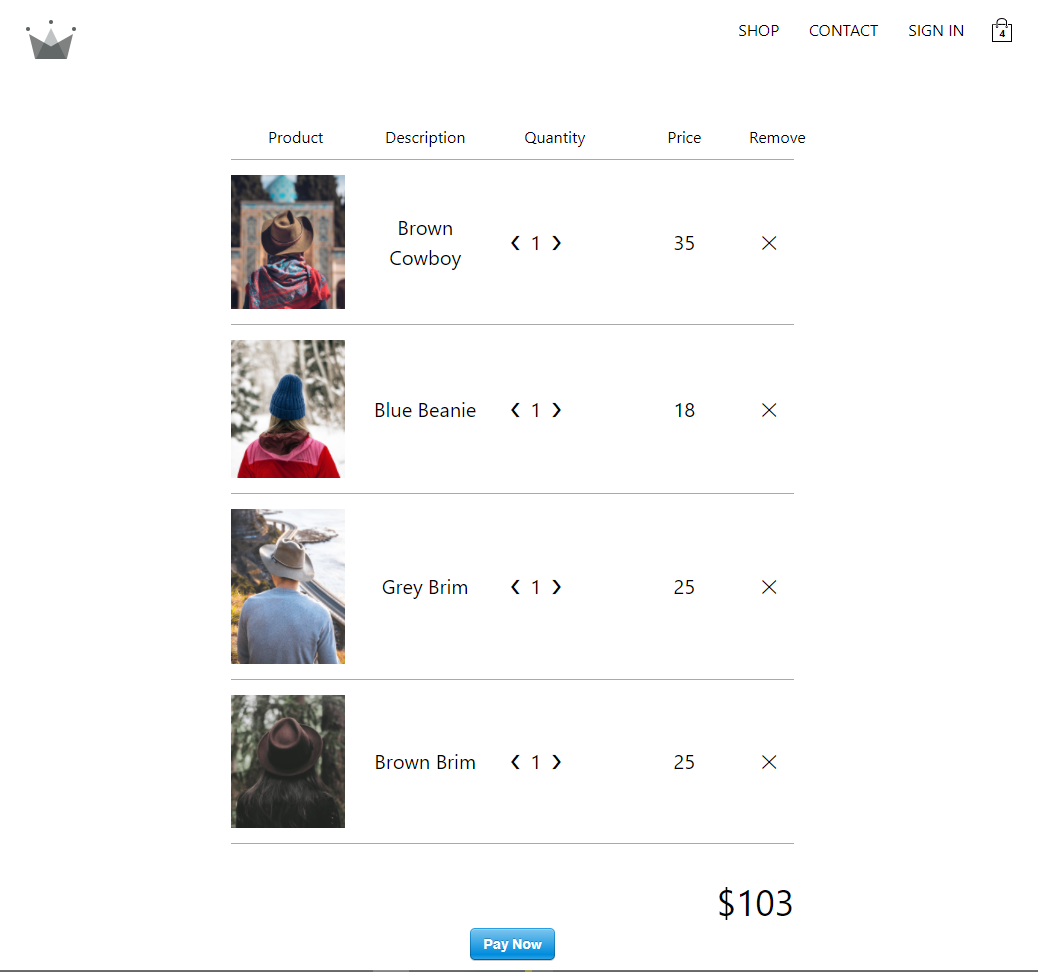 SHOP CONTACT SIGN IN 4
Product Description Quantity Price Remove
Brown
Cowboy
❮ 1 ❯ 35 ✕
Blue Beanie ❮ 1 ❯ 18 ✕
Grey Brim ❮ 1 ❯ 25 ✕
Brown Brim ❮ 1 ❯ 25 ✕
$103
Pay Now